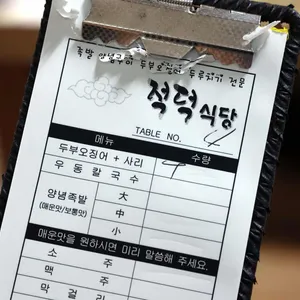 족발 양념구이 두부오징어 두루치기 전문
적덕식당
TABLE NO. 4
메뉴 수량
두부오징어 + 사리
우동칼국수
양념족발 大
(매운맛/보통맛) 中
小
매운맛을 원하시면 미리 말씀해 주세요.
소주
맥주
막걸리